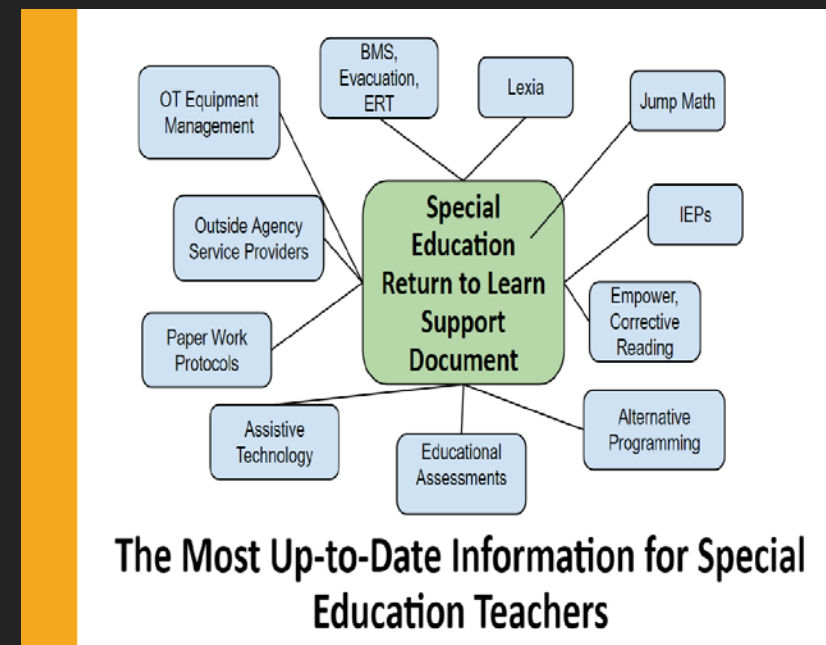 BMS,
Evacuation,
ERT
Lexia
OT Equipment
Management
Jump Math
Special
Education
Return to Learn
Support
Document
Outside Agency
Service Providers
IEPs
Empower,
Corrective
Reading
Paper Work
Protocols
Assistive
Technology
Educational
Assessments
Alternative
Programming
The Most Up-to-Date Information for Special
Education Teachers